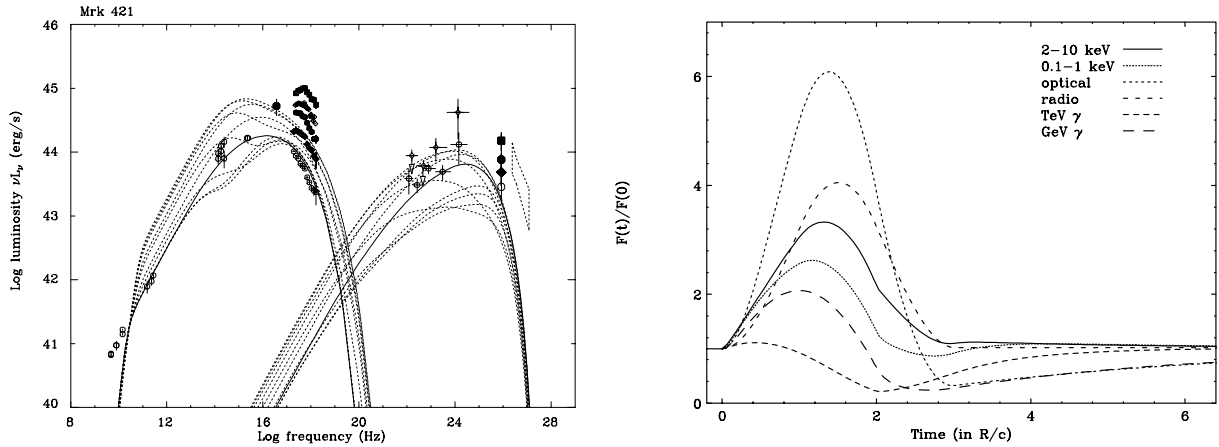 Mrk 421
Log luminosity νLν (erg/s)
46
45
44
43
42
41
40
8
12
16
20
24
28
Log frequency (Hz)
F(t)/F(0)
6
4
2
0
2−10 keV
0.1−1 keV
optical
radio
TeV γ
GeV γ
0
2
4
6
Time (in R/c)